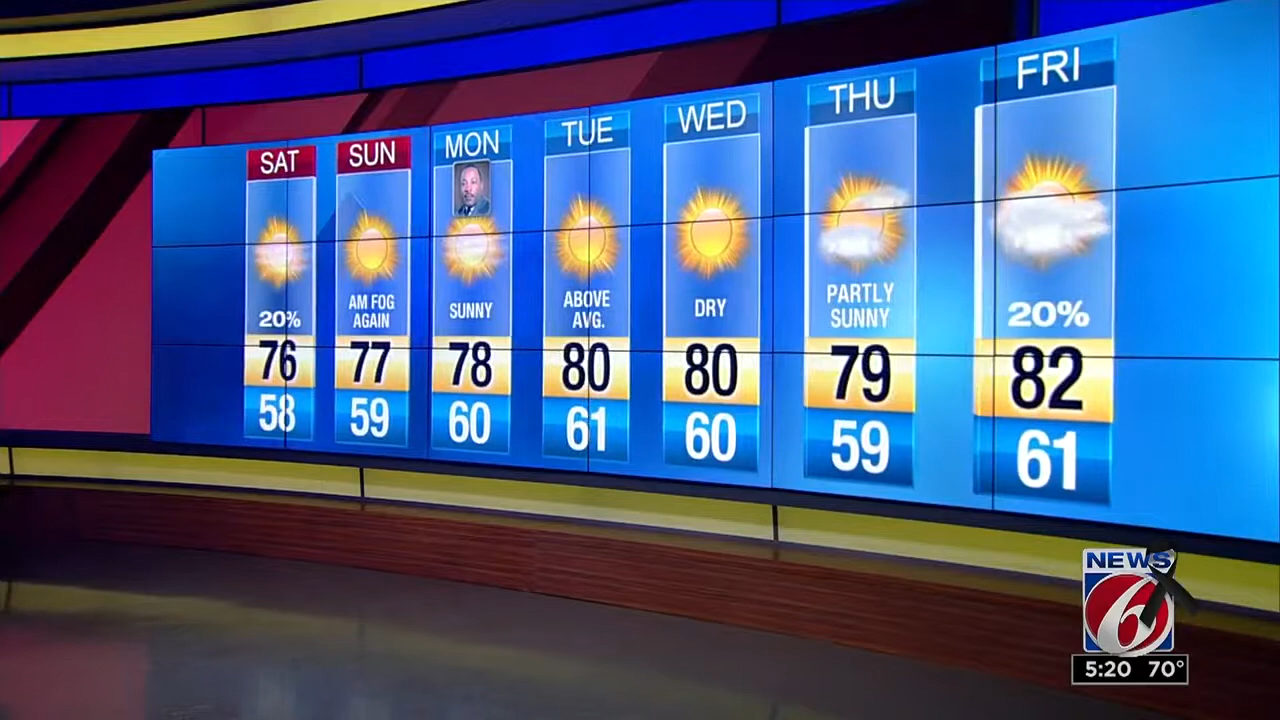 SAT
20%
76
58
SUN
AM FOG
AGAIN
77
59
MON
SUNNY
78
60
TUE
ABOVE
AVG.
80
61
WED
DRY
80
60
THU
PARTLY
SUNNY
79
59
FRI
20%
82
61
NEWS
6
5:20 70°